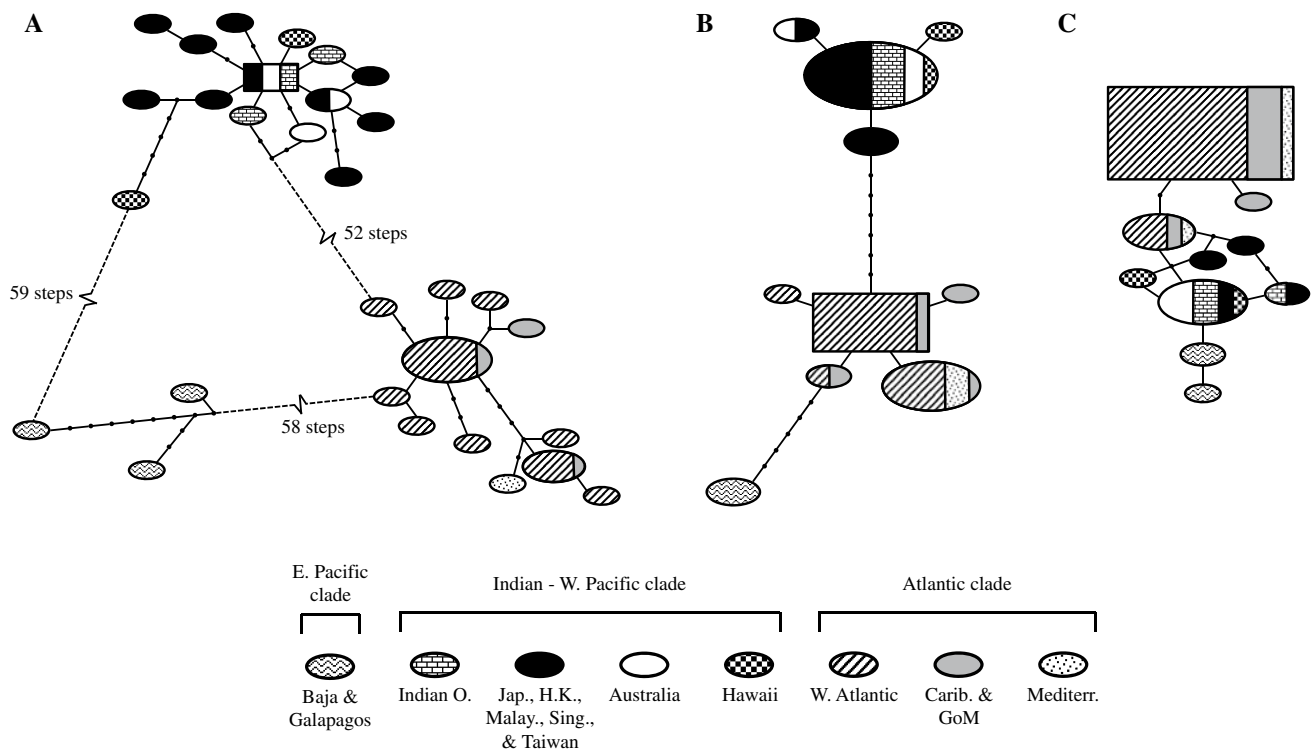 A
B
C
52 steps
59 steps
58 steps
E. Pacific
clade
Indian - W. Pacific clade
Atlantic clade
Baja &
Galapagos
Indian O.
Jap., H.K.,
Malay., Sing.,
& Taiwan
Australia
Hawaii
W. Atlantic
Carib. &
GoM
Mediterr.